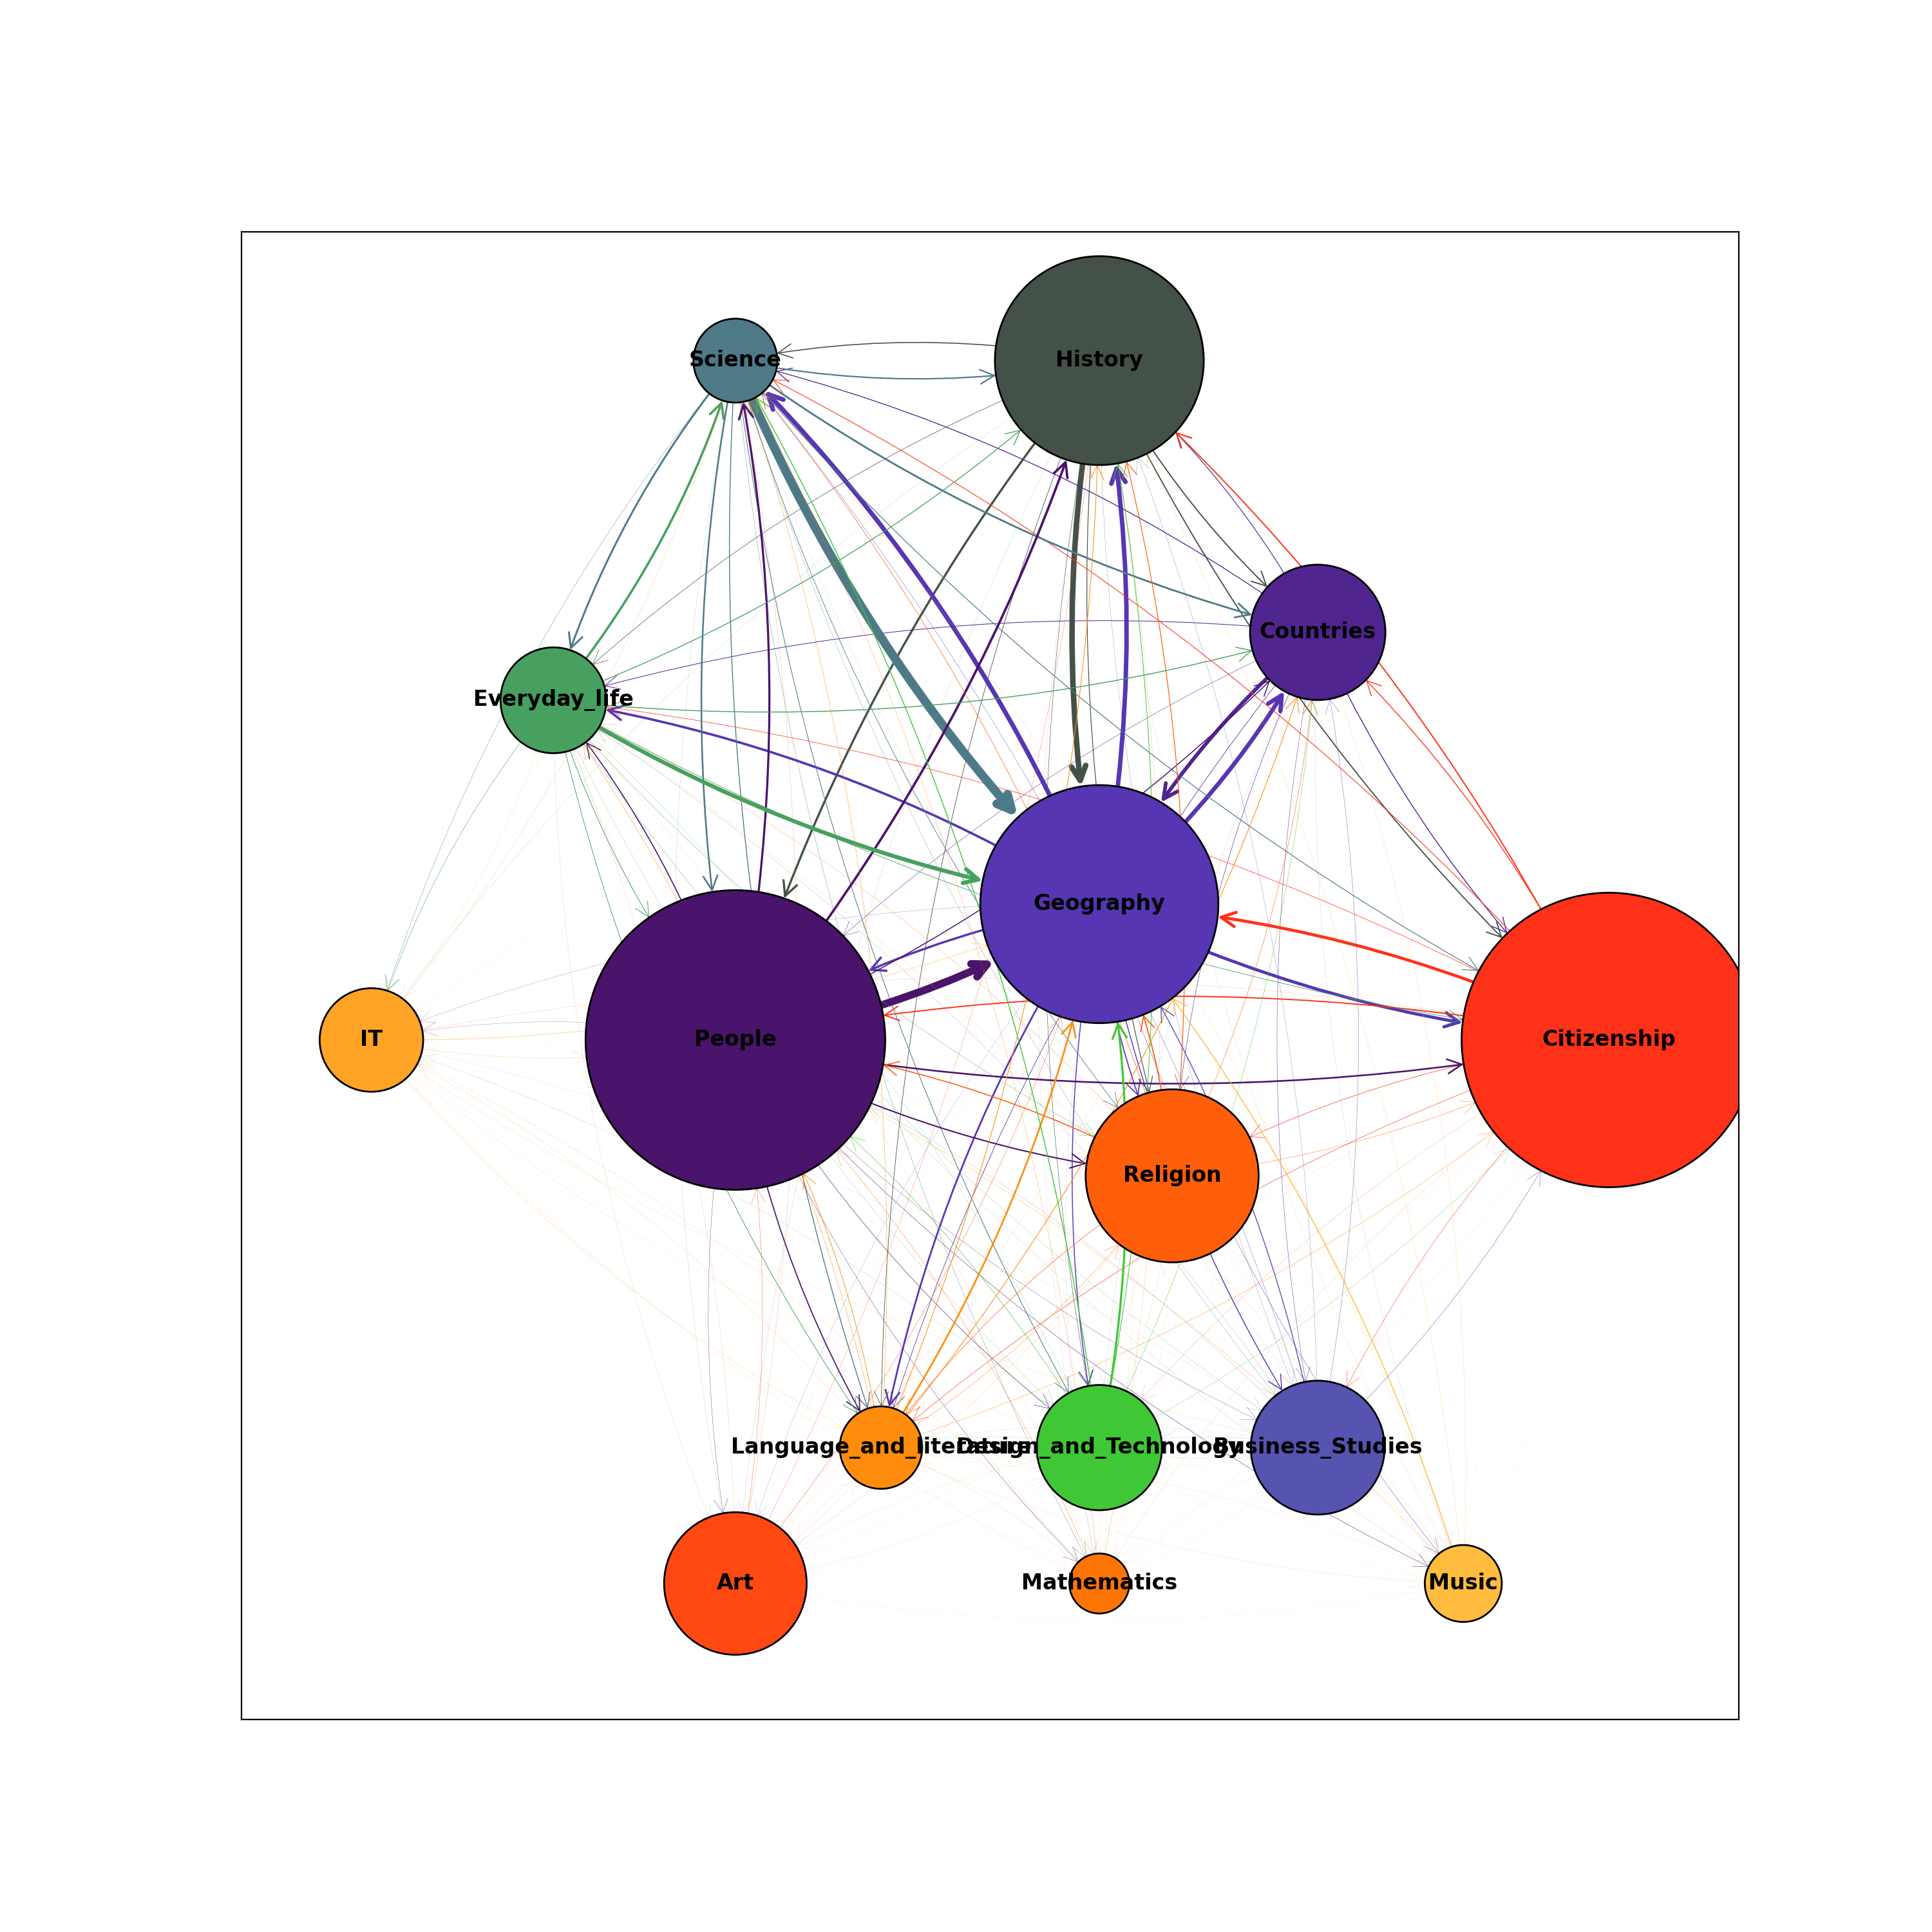 Science
History
Countries
Everyday_life
Geography
IT
People
Citizenship
Religion
Language_and_literature
Design_and_Technology
Business_Studies
Art
Mathematics
Music